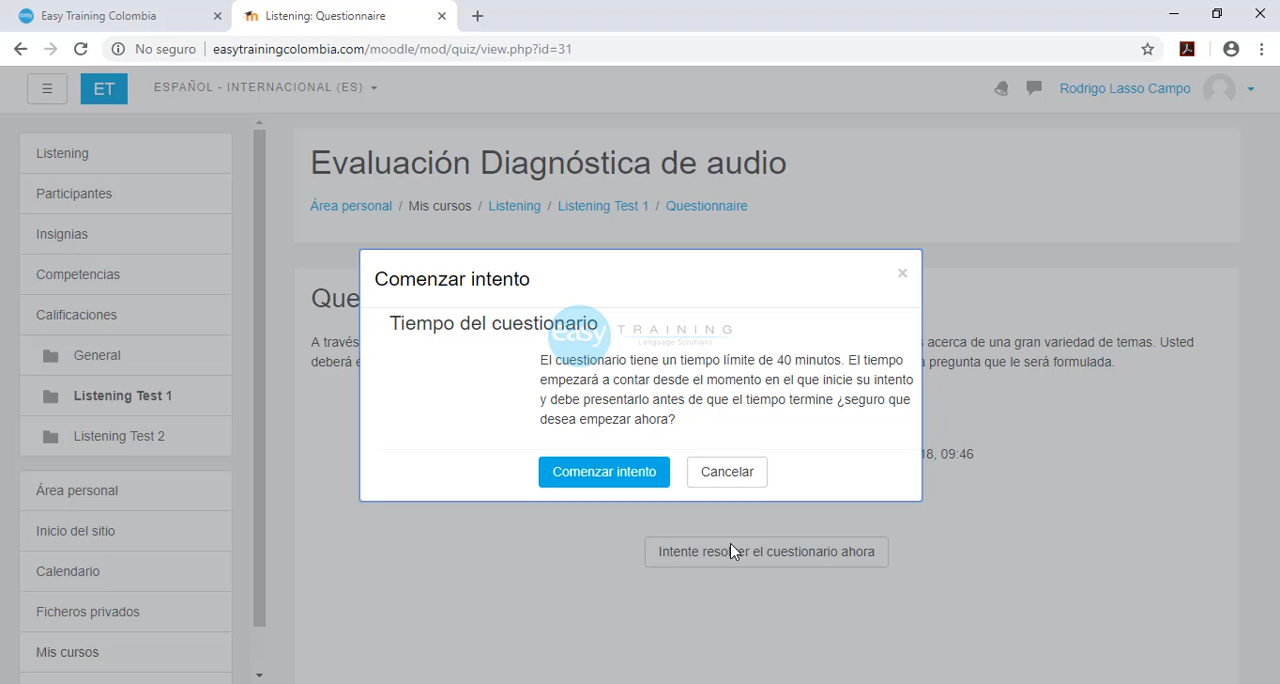 Easy Training Colombia
Listening: Questionnaire
No seguro
easytrainingcolombia.com/moodle/mod/quiz/view.php?id=31
ET
ESPAÑOL - INTERNACIONAL (ES)
Rodrigo Lasso Campo
Listening
Participantes
Insignias
Competencias
Calificaciones
General
Listening Test 1
Listening Test 2
Área personal
Inicio del sitio
Calendario
Ficheros privados
Mis cursos
Evaluación Diagnóstica de audio
Área personal / Mis cursos / Listening / Listening Test 1 / Questionnaire
Que
A través
acerca de una gran variedad de temas. Usted
deberá
pregunta que le será formulada.
18, 09:46
Comenzar intento
Tiempo del cuestionario
easy TRAINING
Language Solutions
El cuestionario tiene un tiempo límite de 40 minutos. El tiempo
empezará a contar desde el momento en el que inicie su intento
y debe presentarlo antes de que el tiempo termine ¿seguro que
desea empezar ahora?
Comenzar intento
Cancelar
Intente resolver el cuestionario ahora